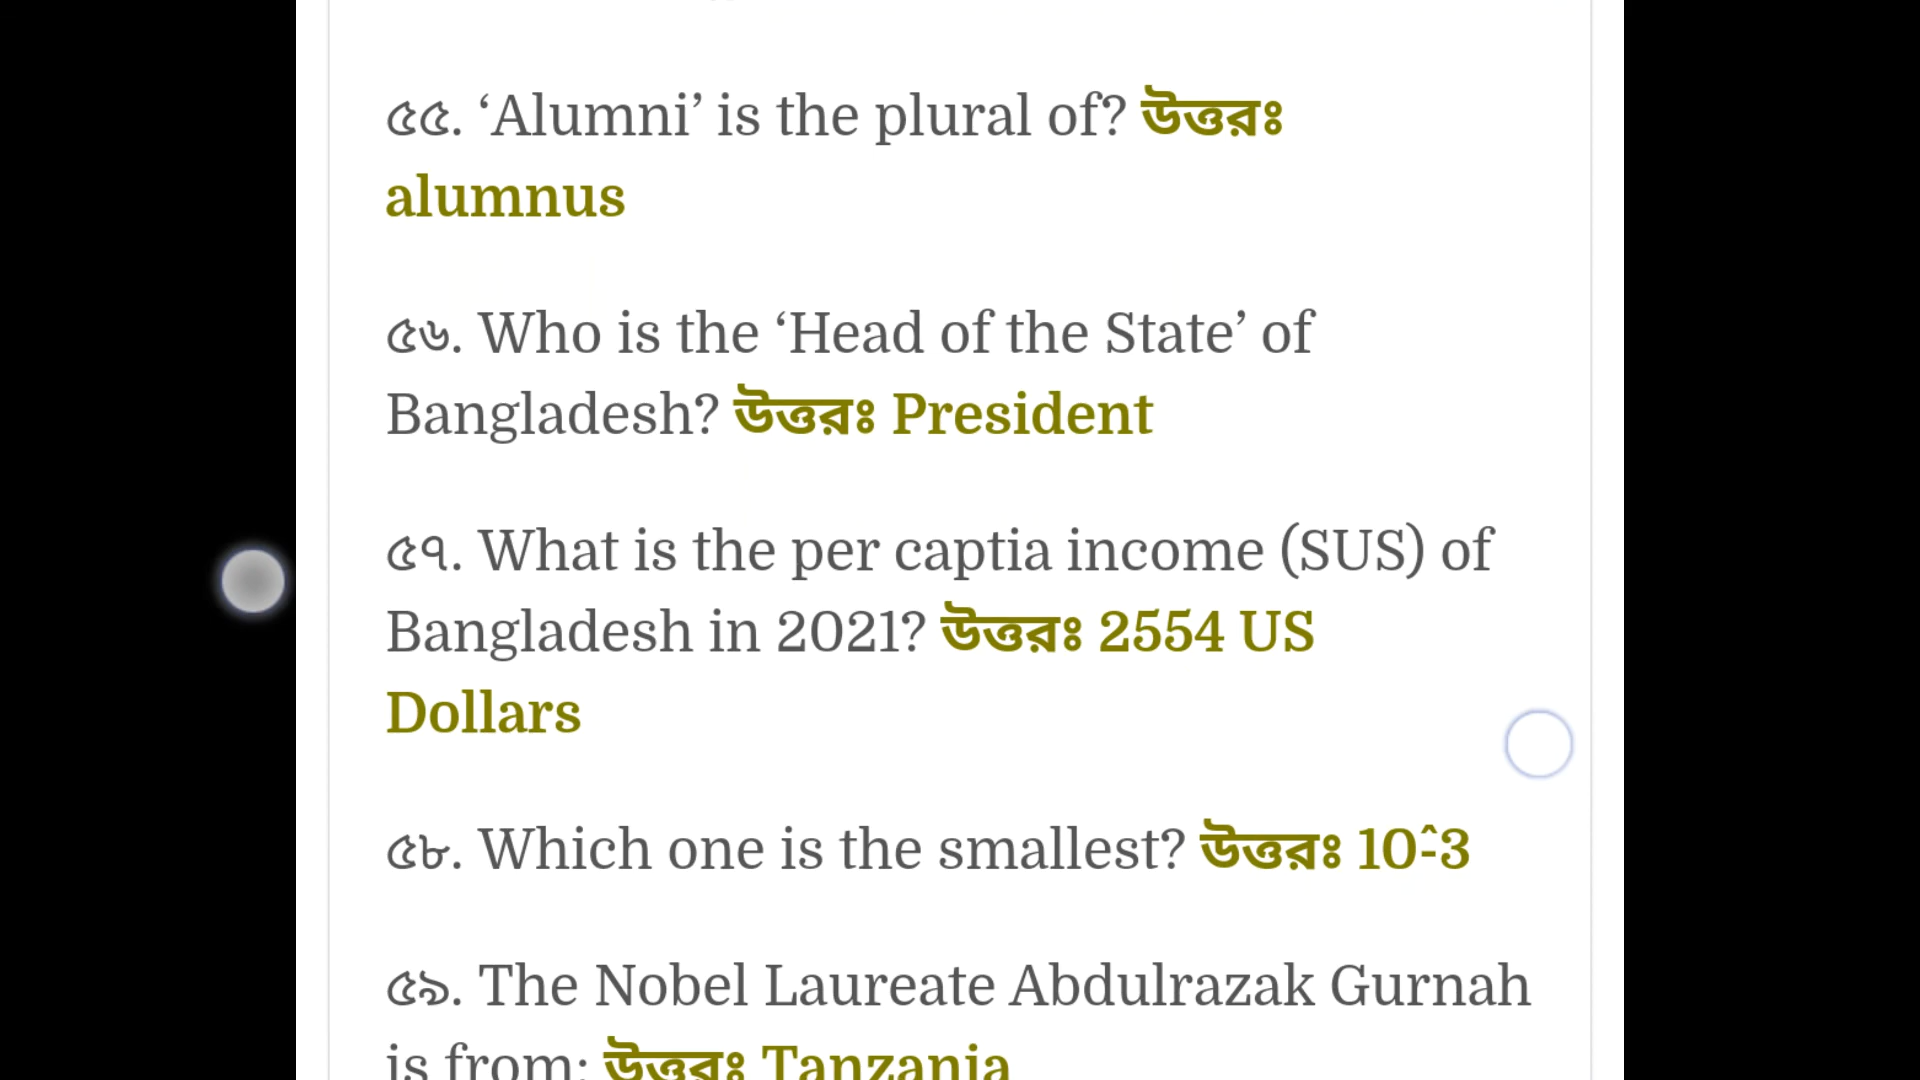 ৫৫. ‘Alumni’ is the plural of? উত্তরঃ
alumnus
৫৬. Who is the ‘Head of the State’ of
Bangladesh? উত্তরঃ President
৫৭. What is the per captia income (SUS) of
Bangladesh in 2021? উত্তরঃ 2554 US
Dollars
৫৮. Which one is the smallest? উত্তরঃ 10^-3
৫৯. The Nobel Laureate Abdulrazak Gurnah
is from: উত্তরঃ Tanzania